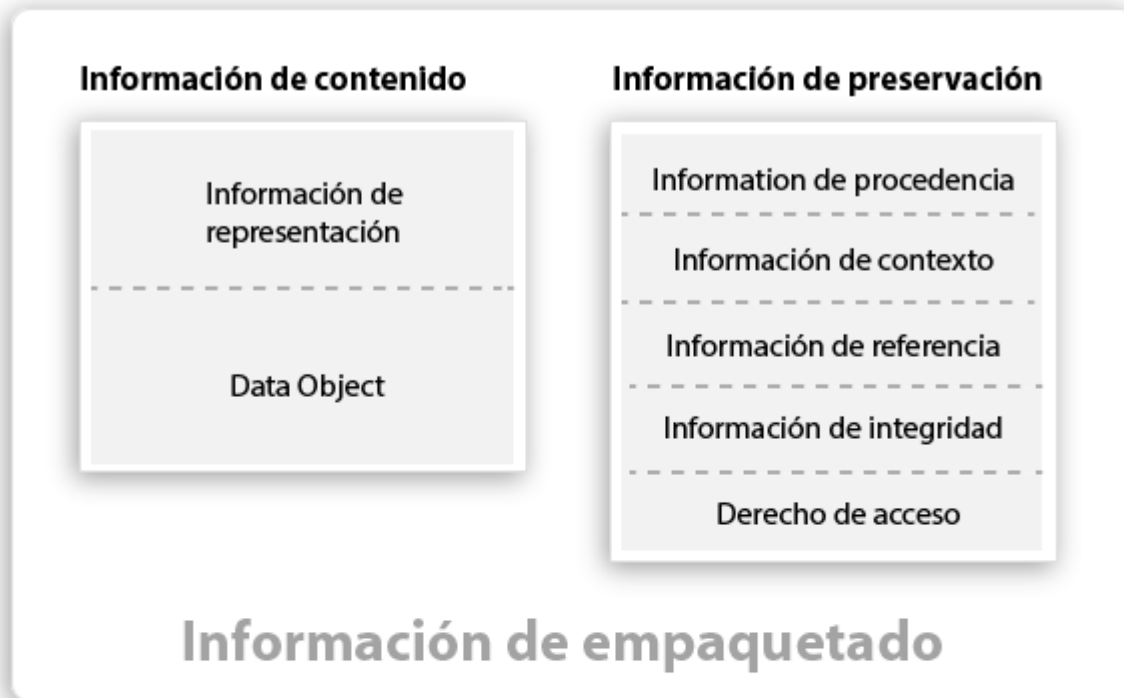 Información de contenido
Información de
representación
Data Object
Información de preservación
Information de procedencia
Información de contexto
Información de referencia
Información de integridad
Derecho de acceso
Información de empaquetado